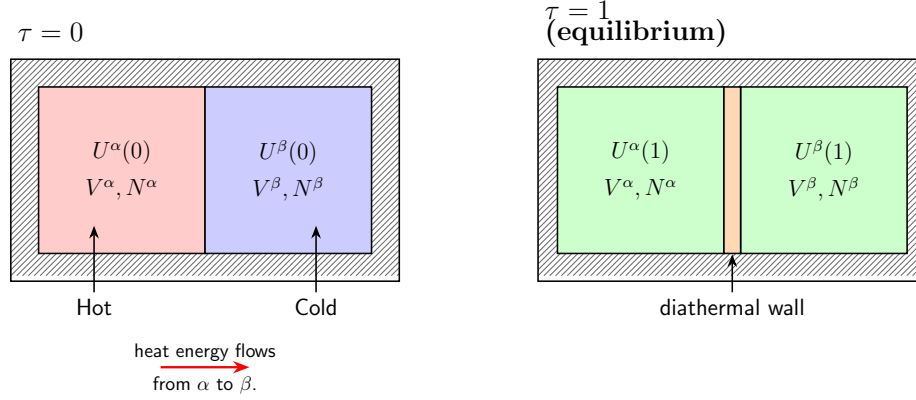 τ = 0
U^α(0)
V^α, N^α
U^β(0)
V^β, N^β
Hot
Cold
heat energy flows
from α to β.
τ = 1
(equilibrium)
U^α(1)
V^α, N^α
U^β(1)
V^β, N^β
diathermal wall